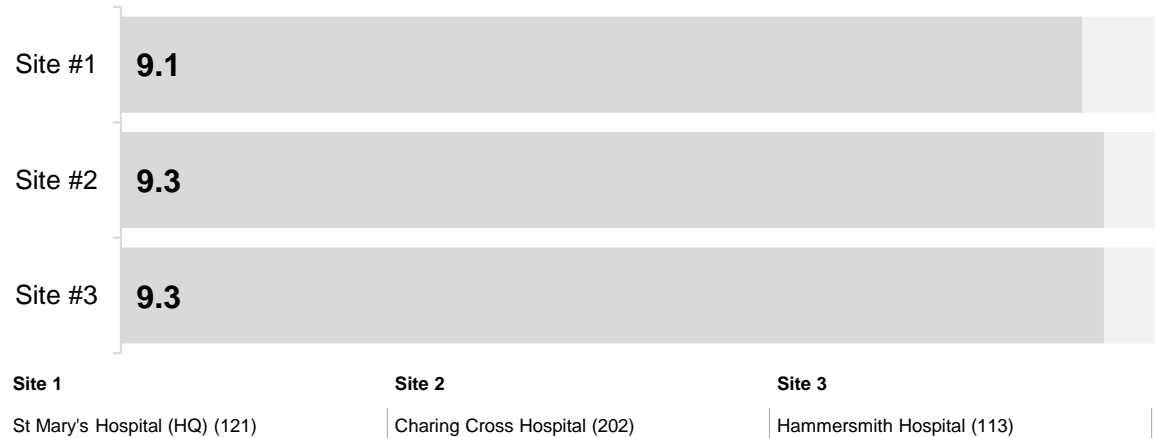 Site #1 9.1
Site #2 9.3
Site #3 9.3
Site 1 Site 2 Site 3
St Mary's Hospital (HQ) (121) Charing Cross Hospital (202) Hammersmith Hospital (113)